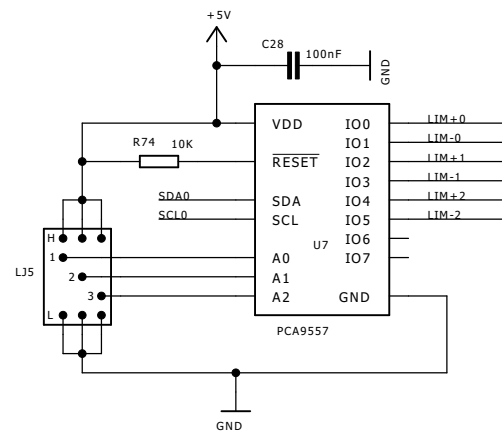 +5V
C28
100nF
GND
VDD
IO0
LIM+0
IO1
LIM-0
R74
10K
RESET
IO2
LIM+1
IO3
LIM-1
SDA0
SDA
IO4
LIM+2
SCL0
SCL
IO5
LIM-2
H
U7
IO6
1
A0
IO7
LJ5
2
A1
3
A2
GND
L
PCA9557
GND